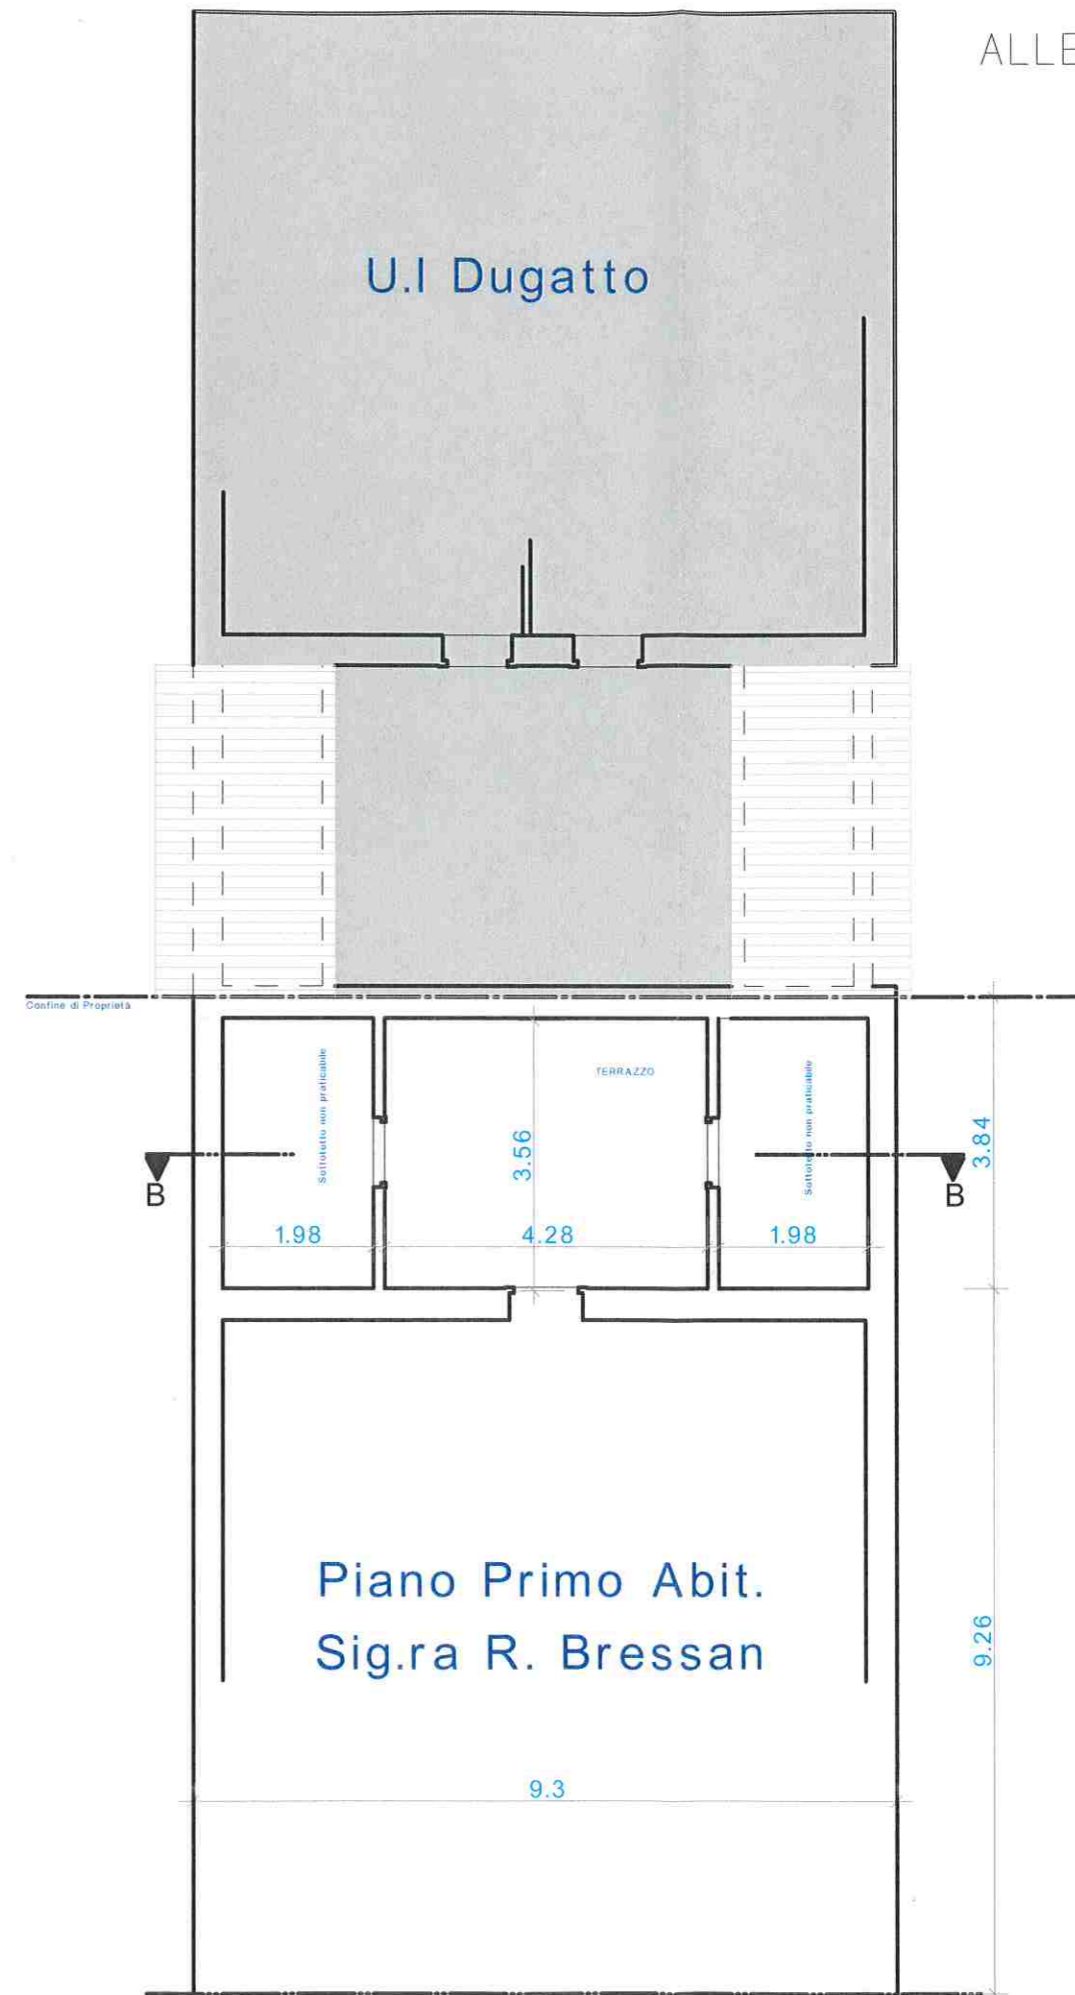 ALLE
U.I Dugatto
Confine di Proprietà
Sottotetto non praticabile
TERRAZZO
Sottotetto non praticabile
3.56
3.84
B
B
1.98
4.28
1.98
Piano Primo Abit.
Sig.ra R. Bressan
9.26
9.3